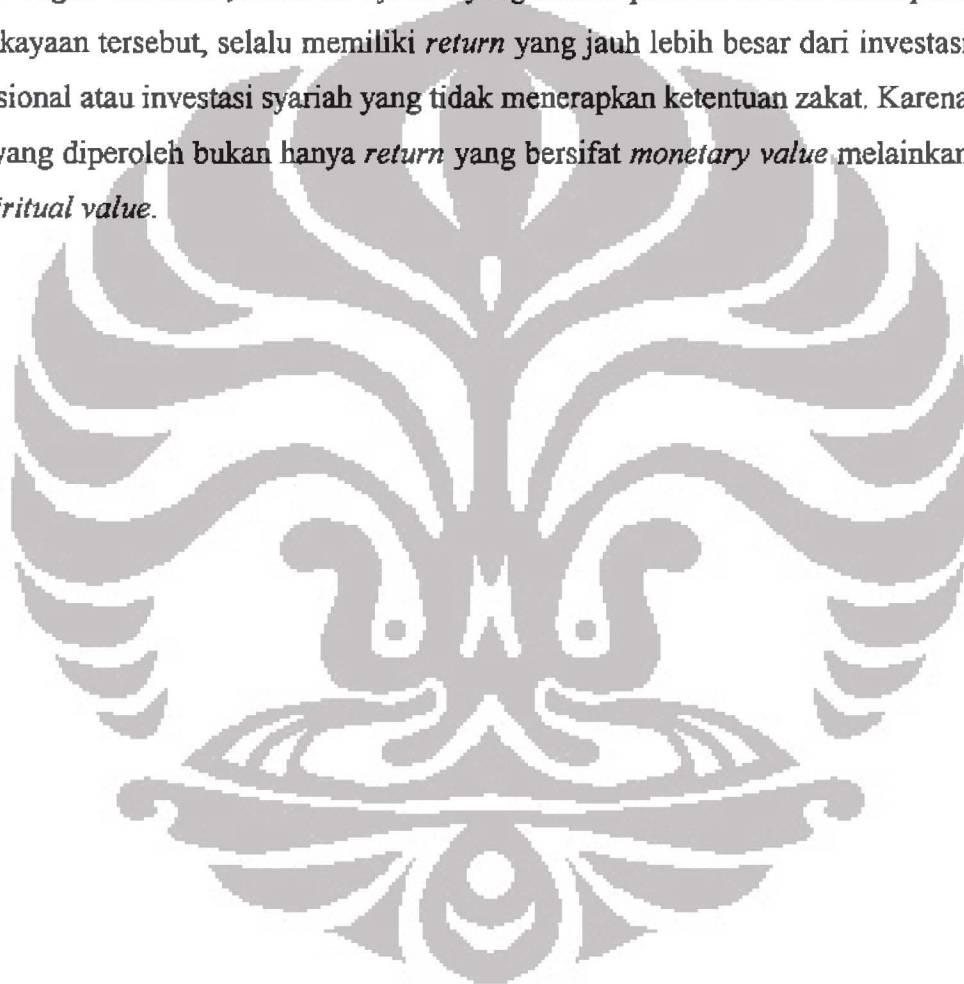 kayaan tersebut, selalu memiliki return yang jauh lebih besar dari investasi
sional atau investasi syariah yang tidak menerapkan ketentuan zakat. Karena
yang diperoleh bukan hanya return yang bersifat monetary value melainkan
ritual value.